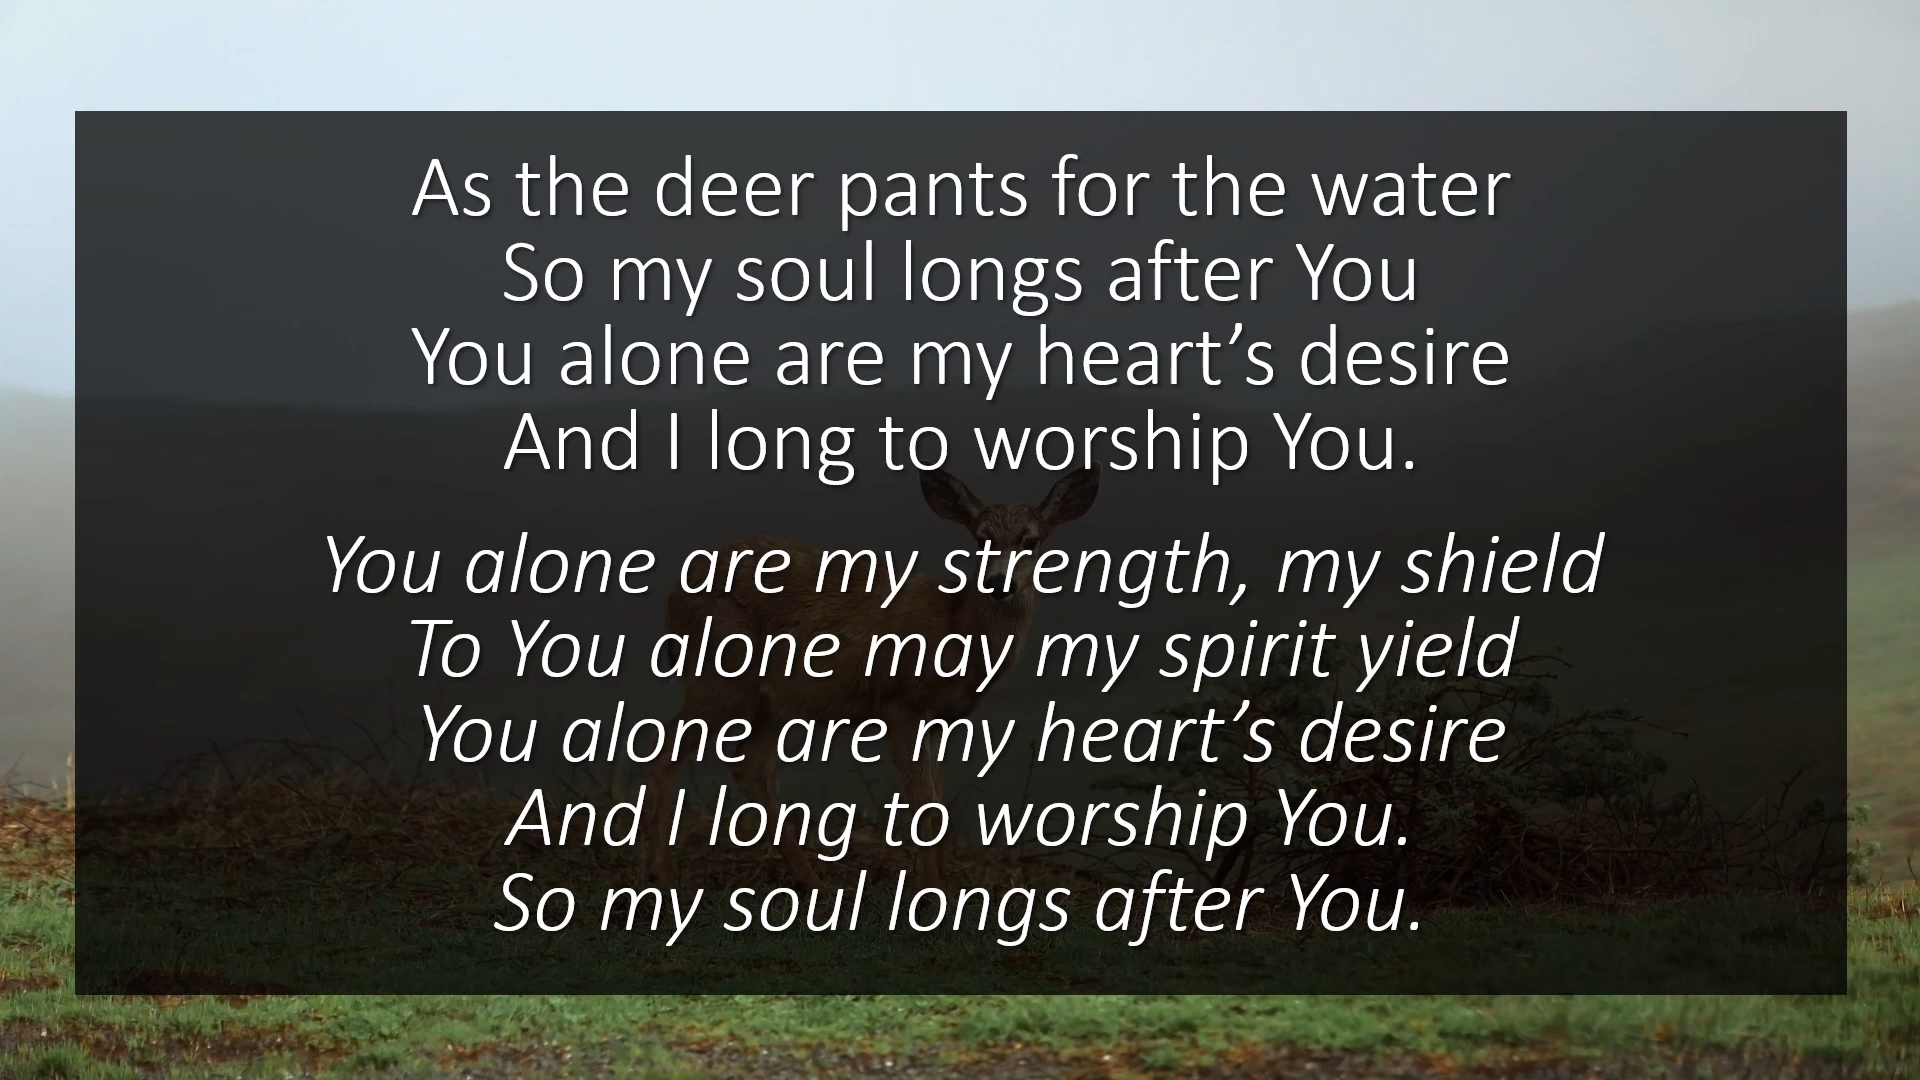 As the deer pants for the water
So my soul longs after You
You alone are my heart’s desire
And I long to worship You.
You alone are my strength, my shield
To You alone may my spirit yield
You alone are my heart’s desire
And I long to worship You.
So my soul longs after You.